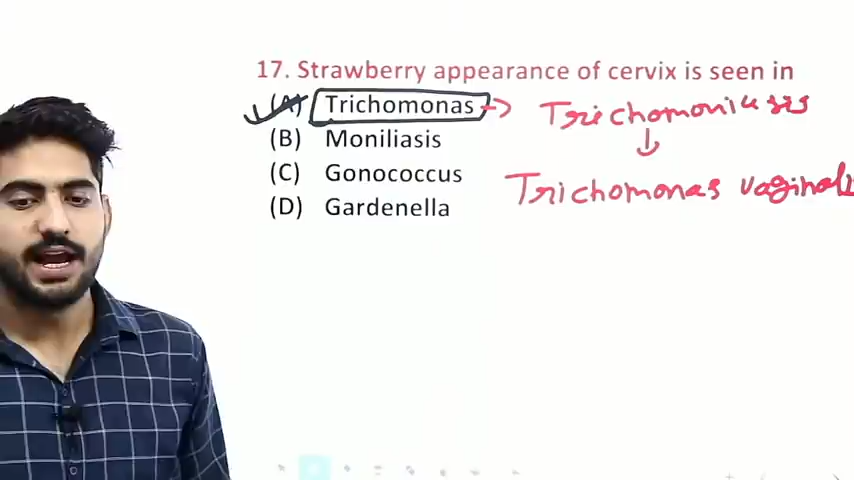 17. Strawberry appearance of cervix is seen in
(A) Trichomonas → Trichomoniasis
↓
(B) Moniliasis
(C) Gonococcus
Trichomonas vaginalis
(D) Gardenella